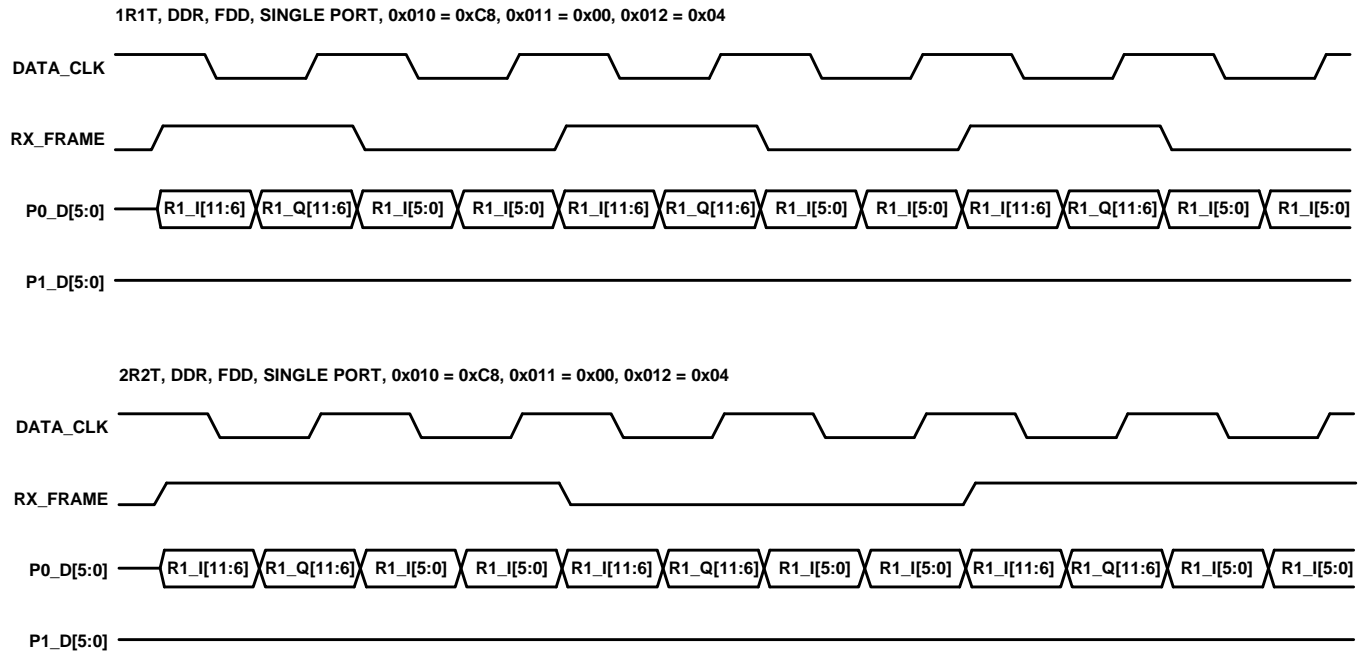 1R1T, DDR, FDD, SINGLE PORT, 0x010 = 0xC8, 0x011 = 0x00, 0x012 = 0x04
DATA_CLK
RX_FRAME
P0_D[5:0] R1_I[11:6] R1_Q[11:6] R1_I[5:0] R1_I[5:0] R1_I[11:6] R1_Q[11:6] R1_I[5:0] R1_I[5:0] R1_I[11:6] R1_Q[11:6] R1_I[5:0] R1_I[5:0]
P1_D[5:0]
2R2T, DDR, FDD, SINGLE PORT, 0x010 = 0xC8, 0x011 = 0x00, 0x012 = 0x04
DATA_CLK
RX_FRAME
P0_D[5:0] R1_I[11:6] R1_Q[11:6] R1_I[5:0] R1_I[5:0] R1_I[11:6] R1_Q[11:6] R1_I[5:0] R1_I[5:0] R1_I[11:6] R1_Q[11:6] R1_I[5:0] R1_I[5:0]
P1_D[5:0]